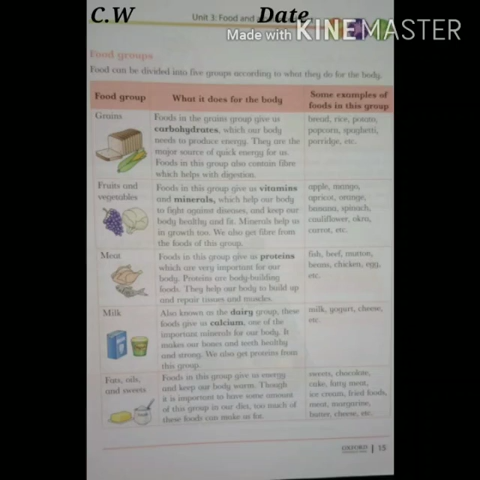 C.W
Date
Unit 3: Food and
Made with KINEMASTER
Food groups
Food can be divided into five groups according to what they do for the body.
Food group
What it does for the body
Some examples of
foods in this group
Grains
Foods in the grains group give us
carbohydrates, which our body
needs to produce energy. They are the
major source of quick energy for us.
Foods in this group also contain fibre
which helps with digestion.
bread, rice, potato,
popcorn, spaghetti,
porridge, etc.
Fruits and
vegetables
Foods in this group give us vitamins
and minerals, which help our body
to fight against diseases, and keep our
body healthy and fit. Minerals help us
in growth too. We also get fibre from
the foods of this group.
apple, mango,
apricot, orange,
banana, spinach,
cauliflower, okra,
carrot, etc.
Meat
Foods in this group give us proteins
which are very important for our
body. Proteins are body-building
foods. They help our body to build up
and repair tissues and muscles.
fish, beef, mutton,
beans, chicken, egg,
etc.
Milk
Also known as the dairy group, these
foods give us calcium, one of the
important minerals for our body. It
makes our bones and teeth healthy
and strong. We also get proteins from
this group.
milk, yogurt, cheese,
etc.
Fats, oils,
and sweets
Foods in this group give us energy
and keep our body warm. Though
it is important to have some amount
of this group in our diet, too much of
these foods can make us fat.
sweets, chocolate,
cake, fatty meat,
ice cream, fried foods,
meat, margarine,
butter, cheese, etc.
OXFORD
15